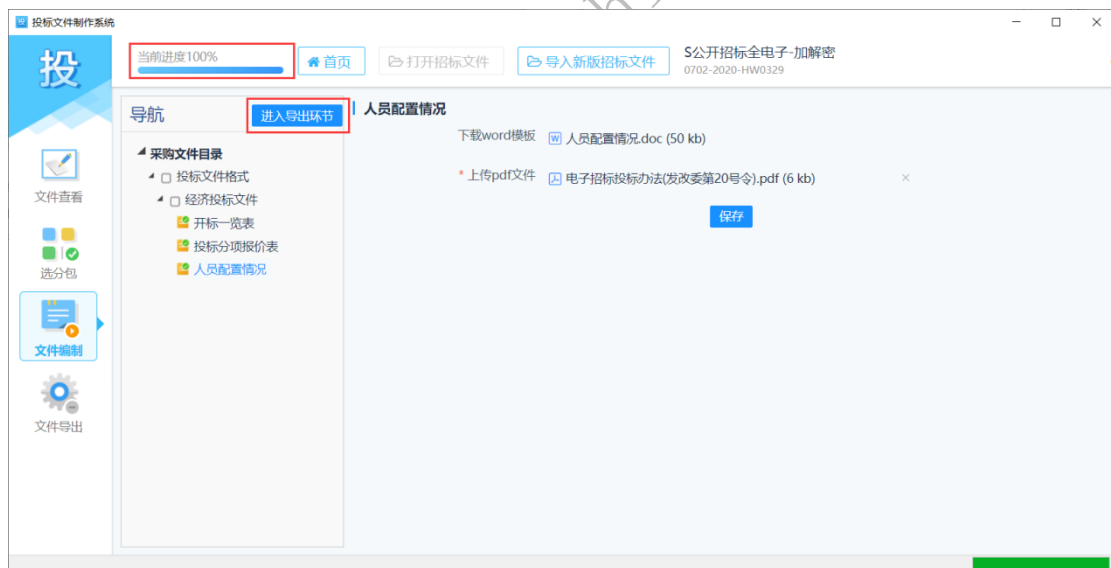 投标文件制作系统
投
当前进度100%
首页
打开招标文件
导入新版招标文件
S公开招标全电子-加解密
0702-2020-HW0329
导航
进入导出环节
人员配置情况
下载word模板
人员配置情况.doc (50 kb)
* 上传pdf文件
电子招标投标办法(发改委第20号令).pdf (6 kb)
保存
采购文件目录
投标文件格式
经济投标文件
开标一览表
投标分项报价表
人员配置情况
文件查看
选分包
文件编制
文件导出